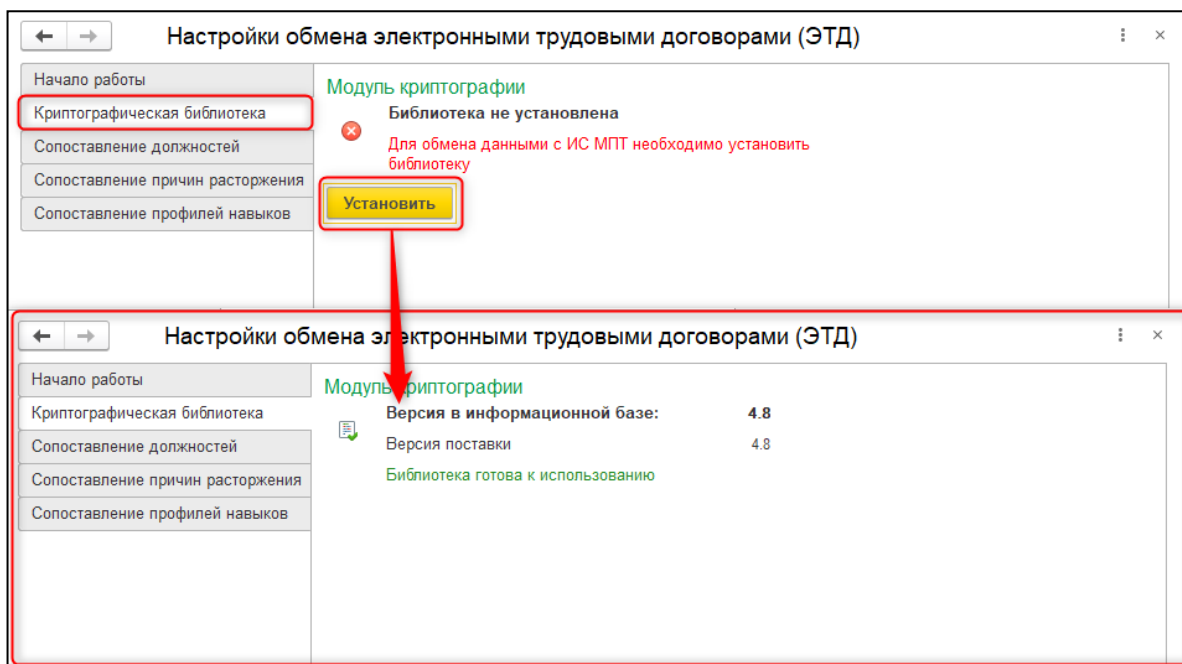 Настройки обмена электронными трудовыми договорами (ЭТД)
Начало работы
Криптографическая библиотека
Сопоставление должностей
Сопоставление причин расторжения
Сопоставление профилей навыков
Модуль криптографии
Библиотека не установлена
Для обмена данными с ИС МПТ необходимо установить
библиотеку
Установить
Настройки обмена электронными трудовыми договорами (ЭТД)
Начало работы
Криптографическая библиотека
Сопоставление должностей
Сопоставление причин расторжения
Сопоставление профилей навыков
Модуль криптографии
Версия в информационной базе: 4.8
Версия поставки 4.8
Библиотека готова к использованию